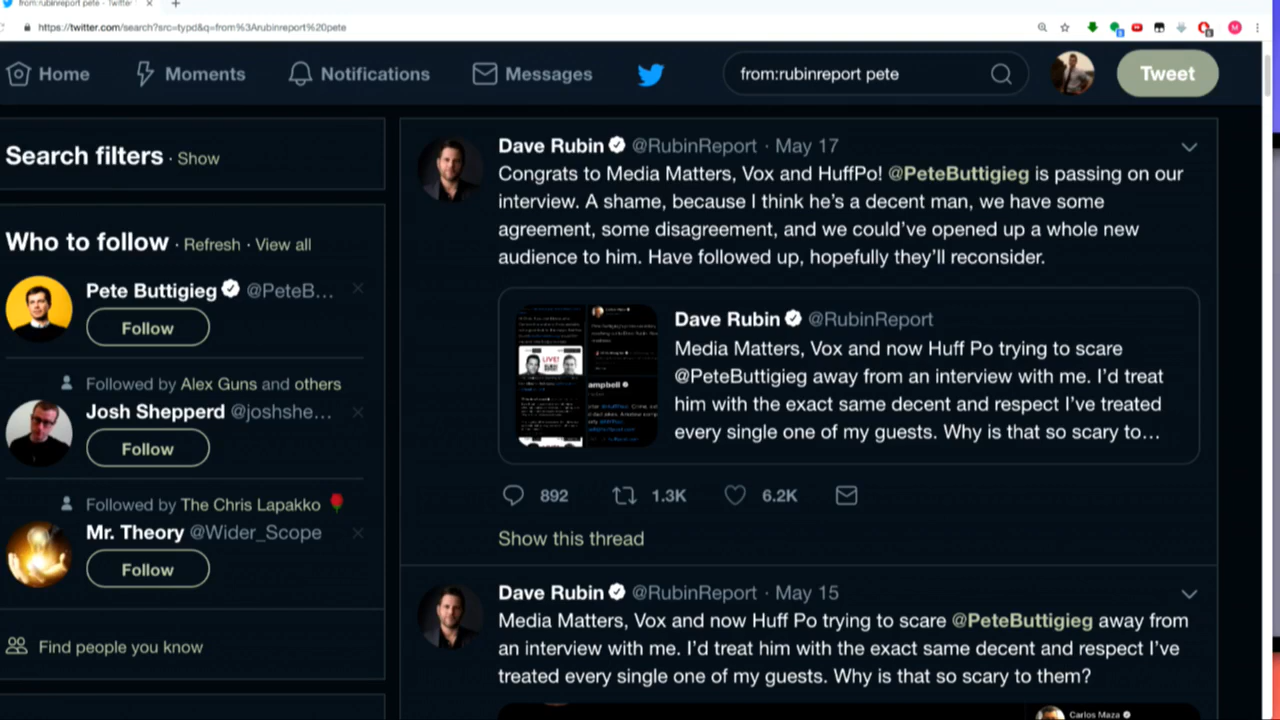 from:rubinreport pete - Twitter
https://twitter.com/search?src=typd&q=from%3Arubinreport%20pete
Home
Moments
Notifications
Messages
from:rubinreport pete
Tweet
Search filters · Show
Who to follow · Refresh · View all
Pete Buttigieg @PeteB...
Follow
Followed by Alex Guns and others
Josh Shepperd @joshshe...
Follow
Followed by The Chris Lapakko
Mr. Theory @Wider_Scope
Follow
Find people you know
Dave Rubin @RubinReport · May 17
Congrats to Media Matters, Vox and HuffPo! @PeteButtigieg is passing on our
interview. A shame, because I think he's a decent man, we have some
agreement, some disagreement, and we could've opened up a whole new
audience to him. Have followed up, hopefully they'll reconsider.
Dave Rubin @RubinReport
Media Matters, Vox and now Huff Po trying to scare
@PeteButtigieg away from an interview with me. I'd treat
him with the exact same decent and respect I've treated
every single one of my guests. Why is that so scary to...
LIVE!
ampbell
892
1.3K
6.2K
Show this thread
Dave Rubin @RubinReport · May 15
Media Matters, Vox and now Huff Po trying to scare @PeteButtigieg away from
an interview with me. I'd treat him with the exact same decent and respect I've
treated every single one of my guests. Why is that so scary to them?
Carlos Maza